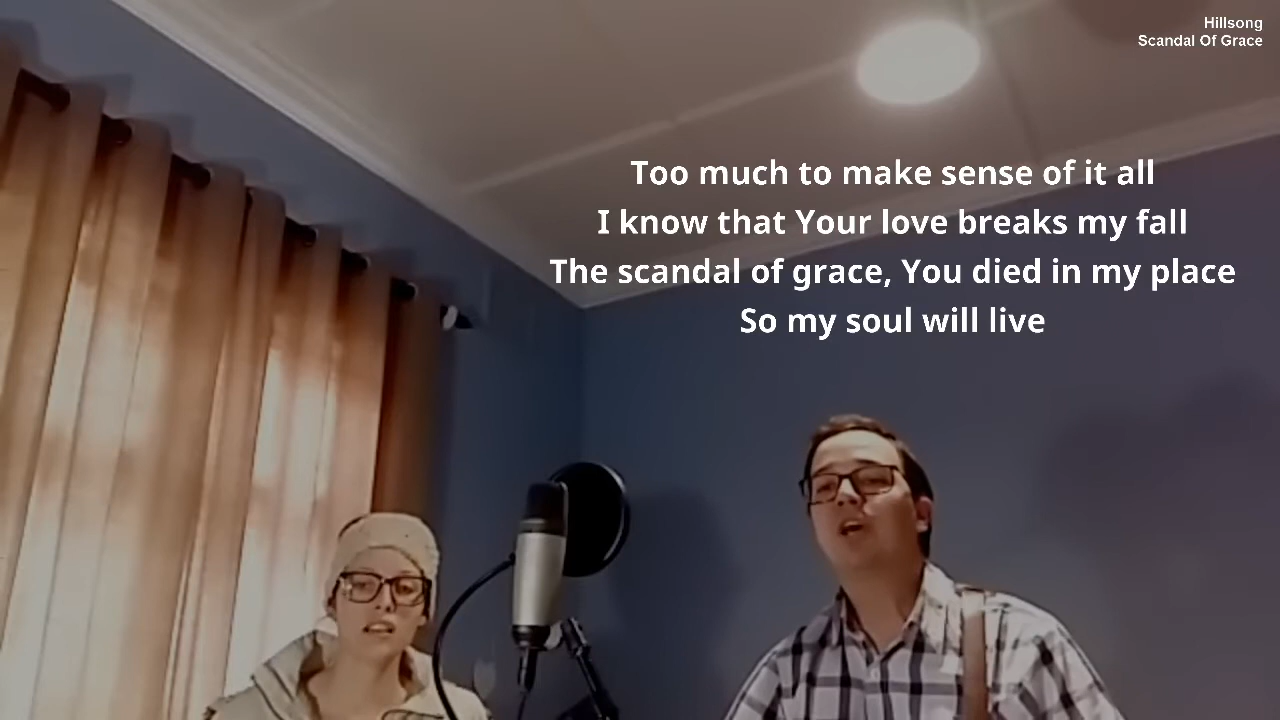 Hillsong
Scandal Of Grace
Too much to make sense of it all
I know that Your love breaks my fall
The scandal of grace, You died in my place
So my soul will live